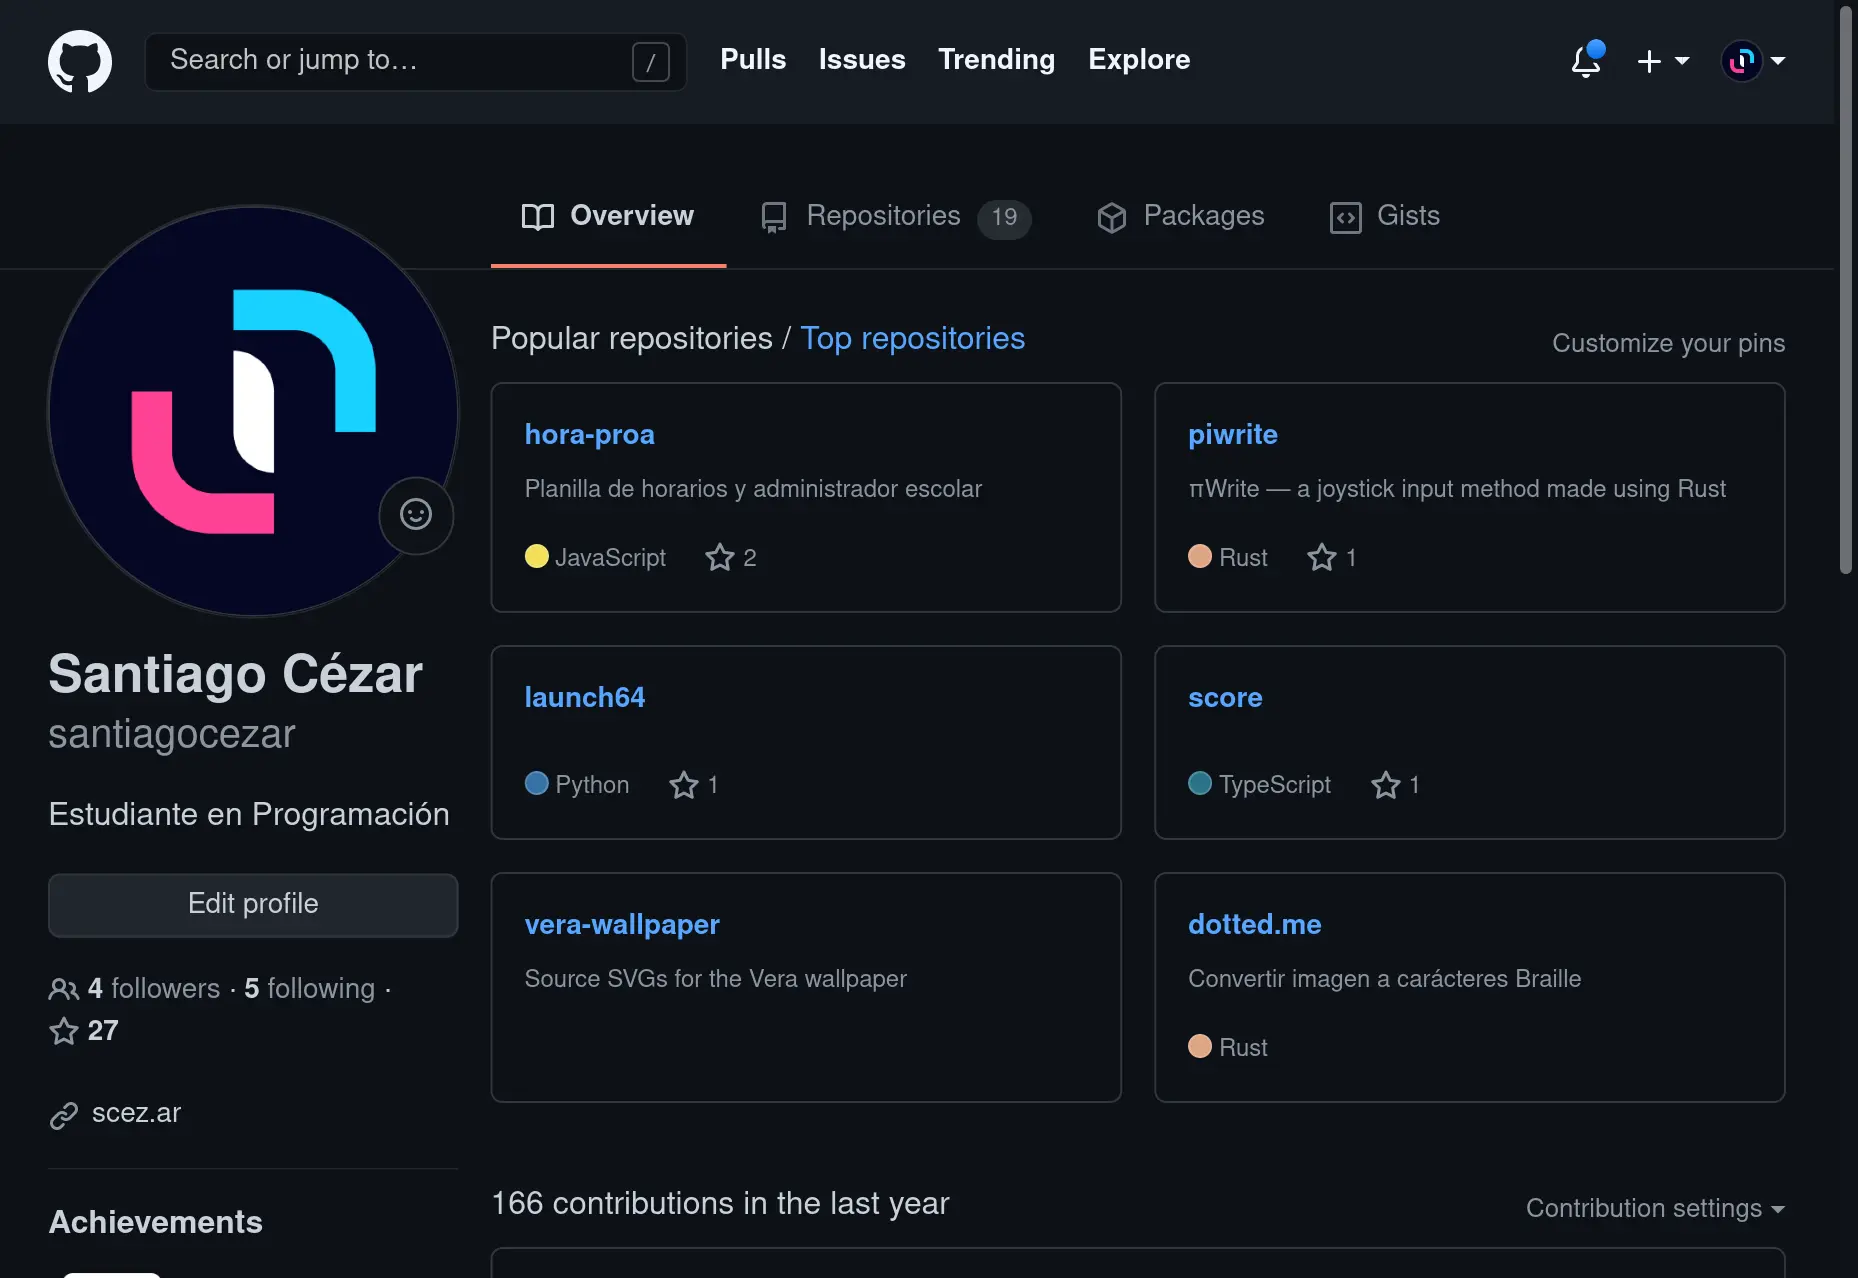 Search or jump to…
/
Pulls
Issues
Trending
Explore
Overview
Repositories 19
Packages
Gists
Santiago Cézar
santiagocezar
Estudiante en Programación
Edit profile
4 followers · 5 following ·
27
scez.ar
Achievements
Popular repositories / Top repositories
Customize your pins
hora-proa
Planilla de horarios y administrador escolar
JavaScript 2
piwrite
πWrite — a joystick input method made using Rust
Rust 1
launch64
Python 1
score
TypeScript 1
vera-wallpaper
Source SVGs for the Vera wallpaper
dotted.me
Convertir imagen a carácteres Braille
Rust
166 contributions in the last year
Contribution settings